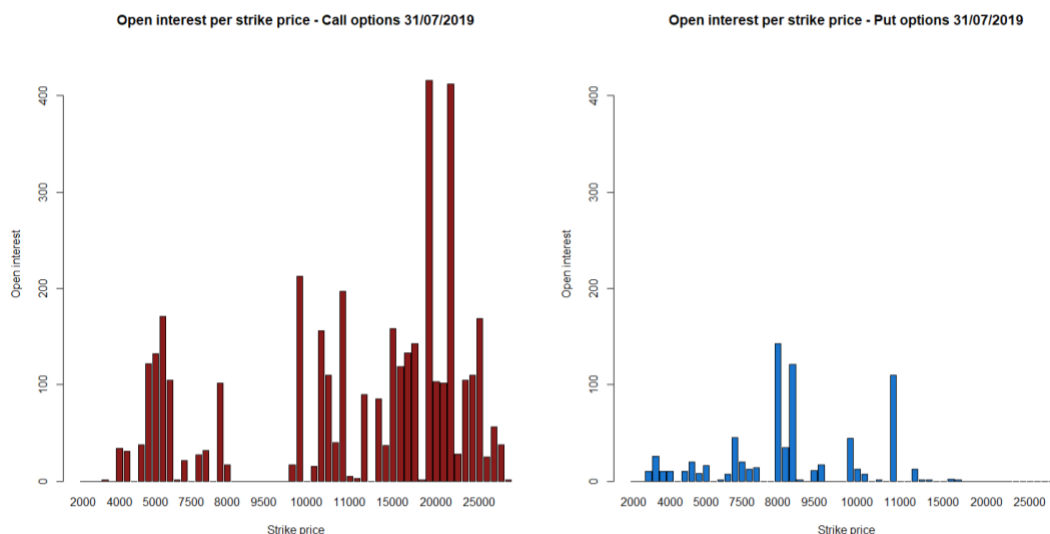 Open interest per strike price - Call options 31/07/2019
Open interest
400
300
200
100
0
2000 4000 5000 7500 8000 9500 10000 11000 15000 20000 25000
Strike price
Open interest per strike price - Put options 31/07/2019
Open interest
400
300
200
100
0
2000 4000 5000 7500 8000 9500 10000 11000 15000 20000 25000
Strike price